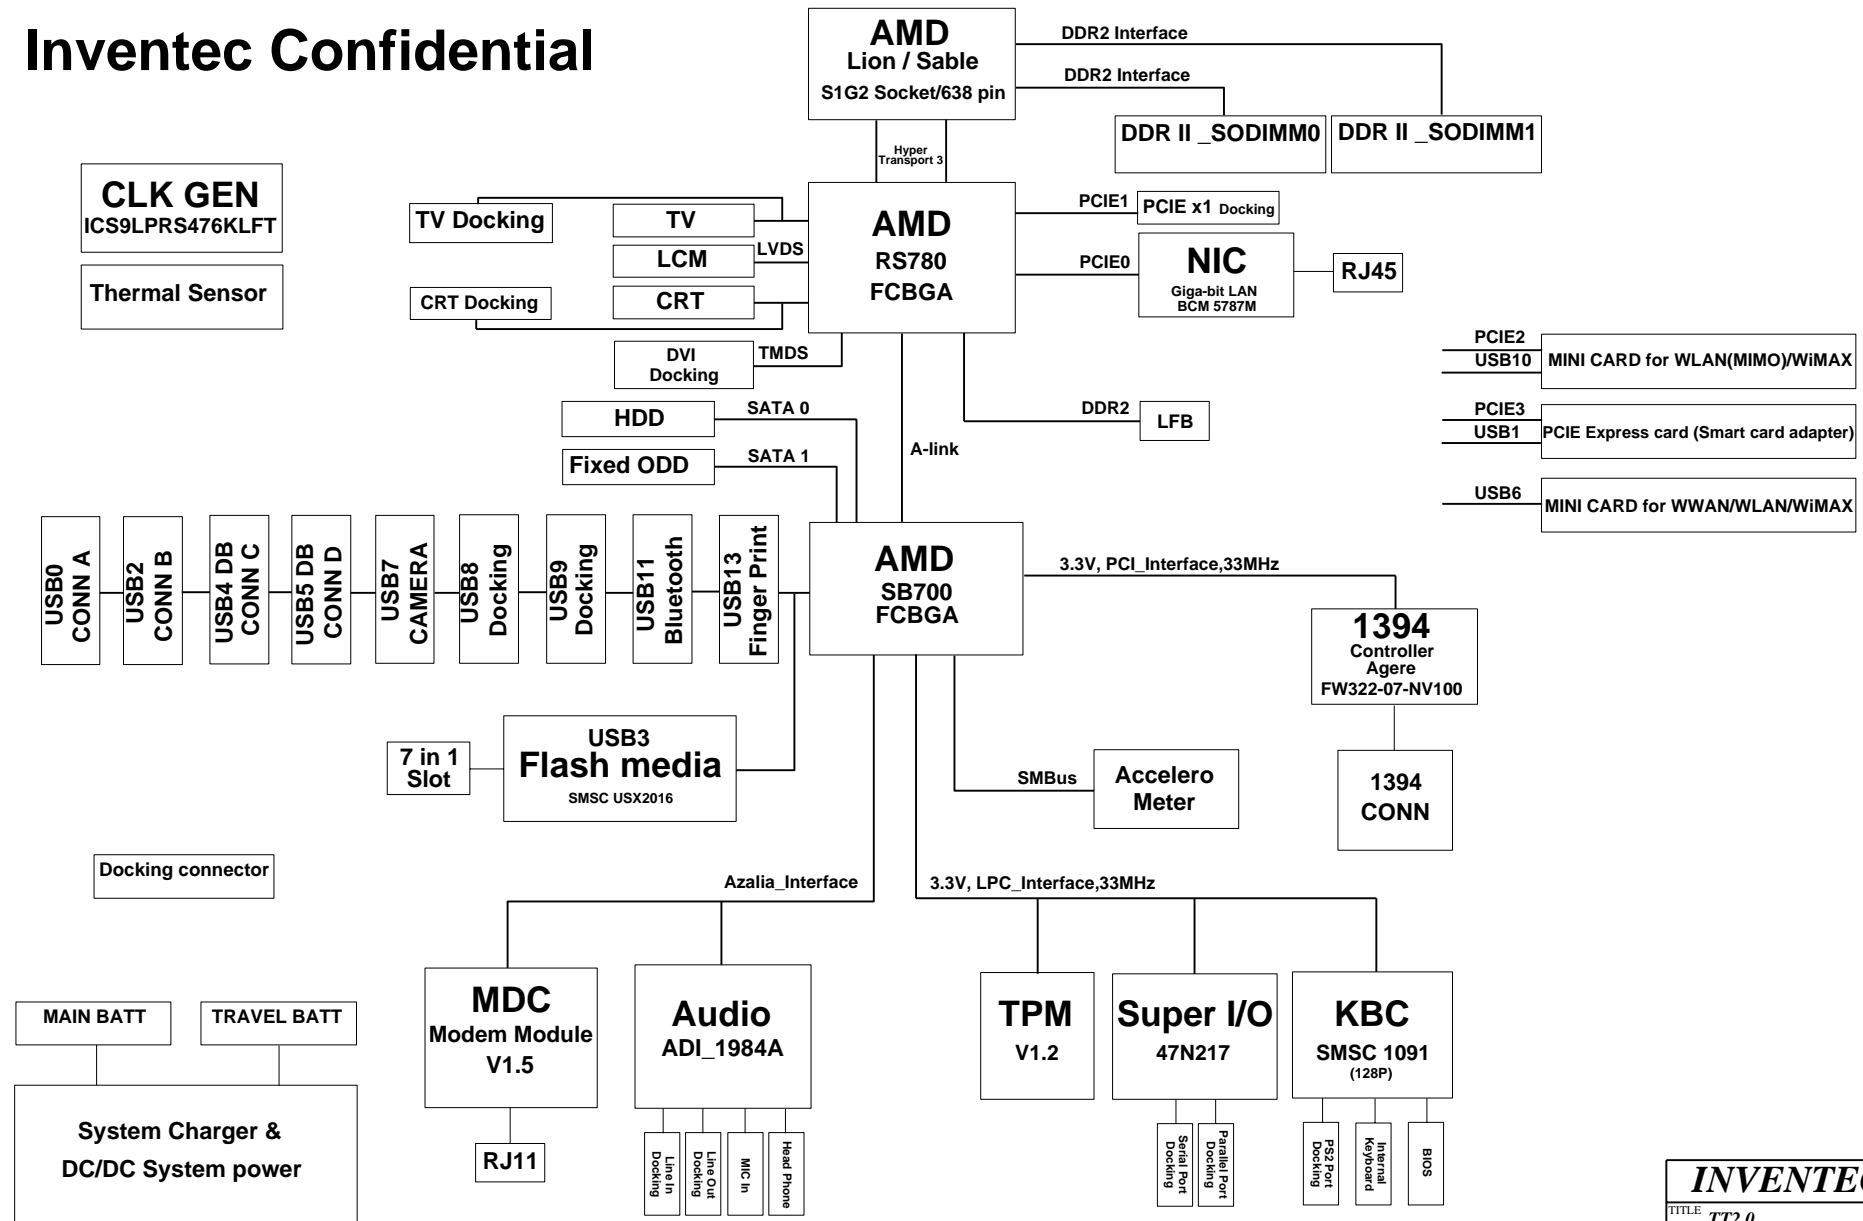 Inventec Confidential
AMD
Lion / Sable
S1G2 Socket/638 pin
DDR2 Interface
DDR2 Interface
DDR II _SODIMM0
DDR II _SODIMM1
Hyper
Transport 3
CLK GEN
ICS9LPRS476KLFT
Thermal Sensor
TV Docking
TV
LCM
LVDS
CRT Docking
CRT
DVI
Docking
TMDS
AMD
RS780
FCBGA
PCIE1
PCIE x1 Docking
PCIE0
NIC
Giga-bit LAN
BCM 5787M
RJ45
PCIE2
USB10
MINI CARD for WLAN(MIMO)/WiMAX
PCIE3
USB1
PCIE Express card (Smart card adapter)
USB6
MINI CARD for WWAN/WLAN/WiMAX
HDD
SATA 0
Fixed ODD
SATA 1
DDR2
LFB
A-link
USB0
CONN A
USB2
CONN B
USB4 DB
CONN C
USB5 DB
CONN D
USB7
CAMERA
USB8
Docking
USB9
Docking
USB11
Bluetooth
USB13
Finger Print
AMD
SB700
FCBGA
3.3V, PCI_Interface,33MHz
1394
Controller
Agere
FW322-07-NV100
1394
CONN
7 in 1
Slot
USB3
Flash media
SMSC USX2016
SMBus
Accelero
Meter
Docking connector
Azalia_Interface
3.3V, LPC_Interface,33MHz
MDC
Modem Module
V1.5
RJ11
Audio
ADI_1984A
Line In
Docking
Line Out
Docking
MIC In
Head Phone
TPM
V1.2
Super I/O
47N217
Serial Port
Docking
Parallel Port
Docking
KBC
SMSC 1091
(128P)
PS2 Port
Docking
Internal
Keyboard
BIOS
MAIN BATT
TRAVEL BATT
System Charger &
DC/DC System power
INVENTEC
TITLE
TT2.0